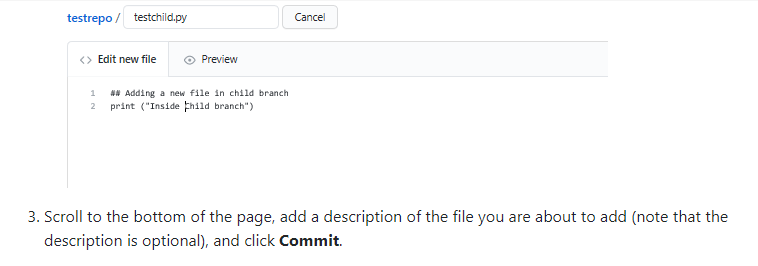 testrepo / testchild.py Cancel
<> Edit new file Preview
1 ## Adding a new file in child branch
2 print ("Inside child branch")
3. Scroll to the bottom of the page, add a description of the file you are about to add (note that the
description is optional), and click Commit.